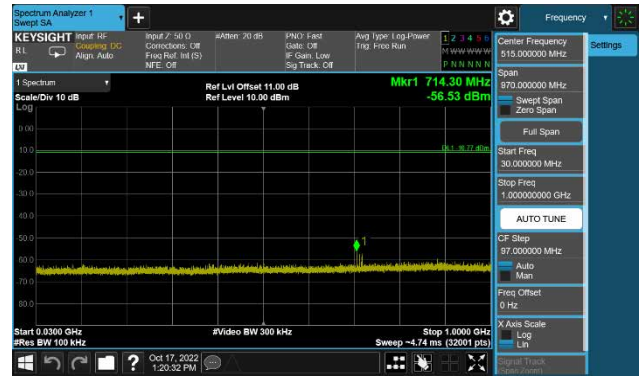 Spectrum Analyzer 1
Swept SA
+
Frequency
KEYSIGHT
Input: RF
Coupling: DC
Align: Auto
Input Z: 50 Ω
Corrections: Off
Freq Ref: Int (S)
NFE: Off
#Atten: 20 dB
PNO: Fast
Gate: Off
IF Gain: Low
Sig Track: Off
Avg Type: Log-Power
Trig: Free Run
1 2 3 4 5 6
M W W W W W
P N N N N N
RL
LXI
1 Spectrum
Scale/Div 10 dB
Log
Ref Lvl Offset 11.00 dB
Ref Level 10.00 dBm
Mkr1 714.30 MHz
-56.53 dBm
0.00
-10.0
-20.0
-30.0
-40.0
-50.0
-60.0
-70.0
-80.0
1
Start 0.0300 GHz
#Res BW 100 kHz
#Video BW 300 kHz
Stop 1.0000 GHz
Sweep ~4.74 ms (32001 pts)
?
Oct 17, 2022
1:20:32 PM
Center Frequency
515.000000 MHz
Settings
Span
970.000000 MHz
Swept Span
Zero Span
Full Span
Start Freq
30.000000 MHz
Stop Freq
1.000000000 GHz
AUTO TUNE
CF Step
97.000000 MHz
Auto
Man
Freq Offset
0 Hz
X Axis Scale
Log
Lin
Signal Track
(Span Zoom)